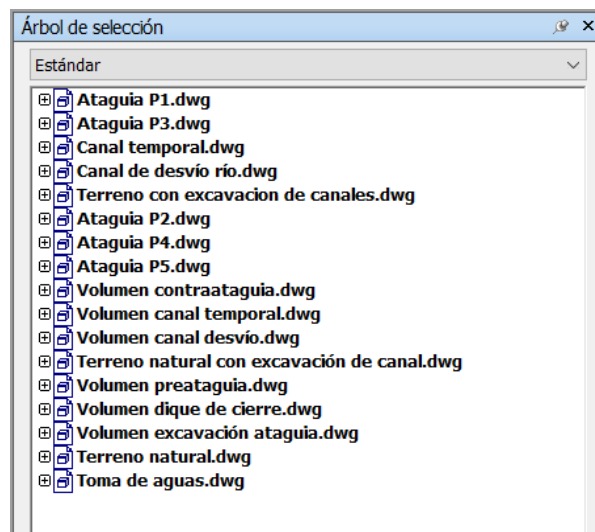 Árbol de selección
Estándar
Ataguia P1.dwg
Ataguia P3.dwg
Canal temporal.dwg
Canal de desvío río.dwg
Terreno con excavacion de canales.dwg
Ataguia P2.dwg
Ataguia P4.dwg
Ataguia P5.dwg
Volumen contraataguia.dwg
Volumen canal temporal.dwg
Volumen canal desvío.dwg
Terreno natural con excavación de canal.dwg
Volumen preataguia.dwg
Volumen dique de cierre.dwg
Volumen excavación ataguia.dwg
Terreno natural.dwg
Toma de aguas.dwg